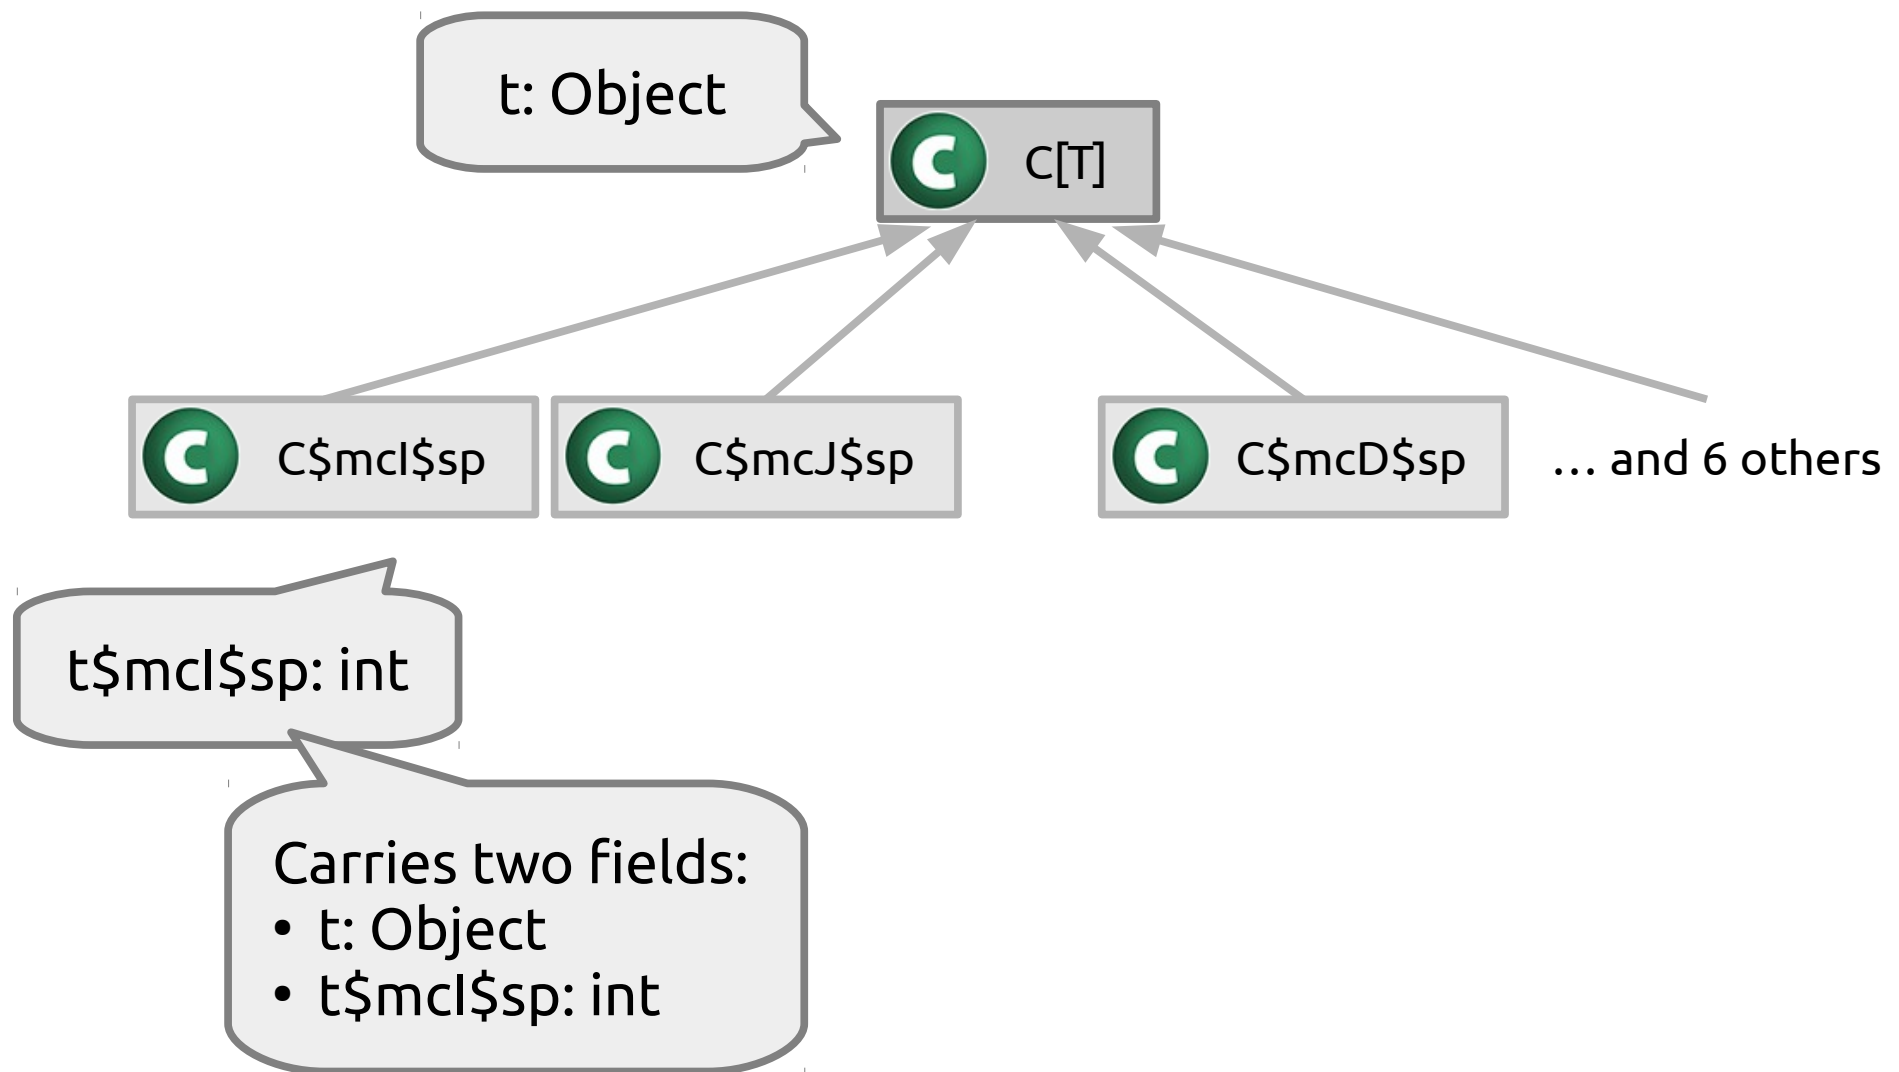 t: Object
C[T]
C$mcI$sp
C$mcJ$sp
C$mcD$sp
… and 6 others
t$mcI$sp: int
Carries two fields:
• t: Object
• t$mcI$sp: int